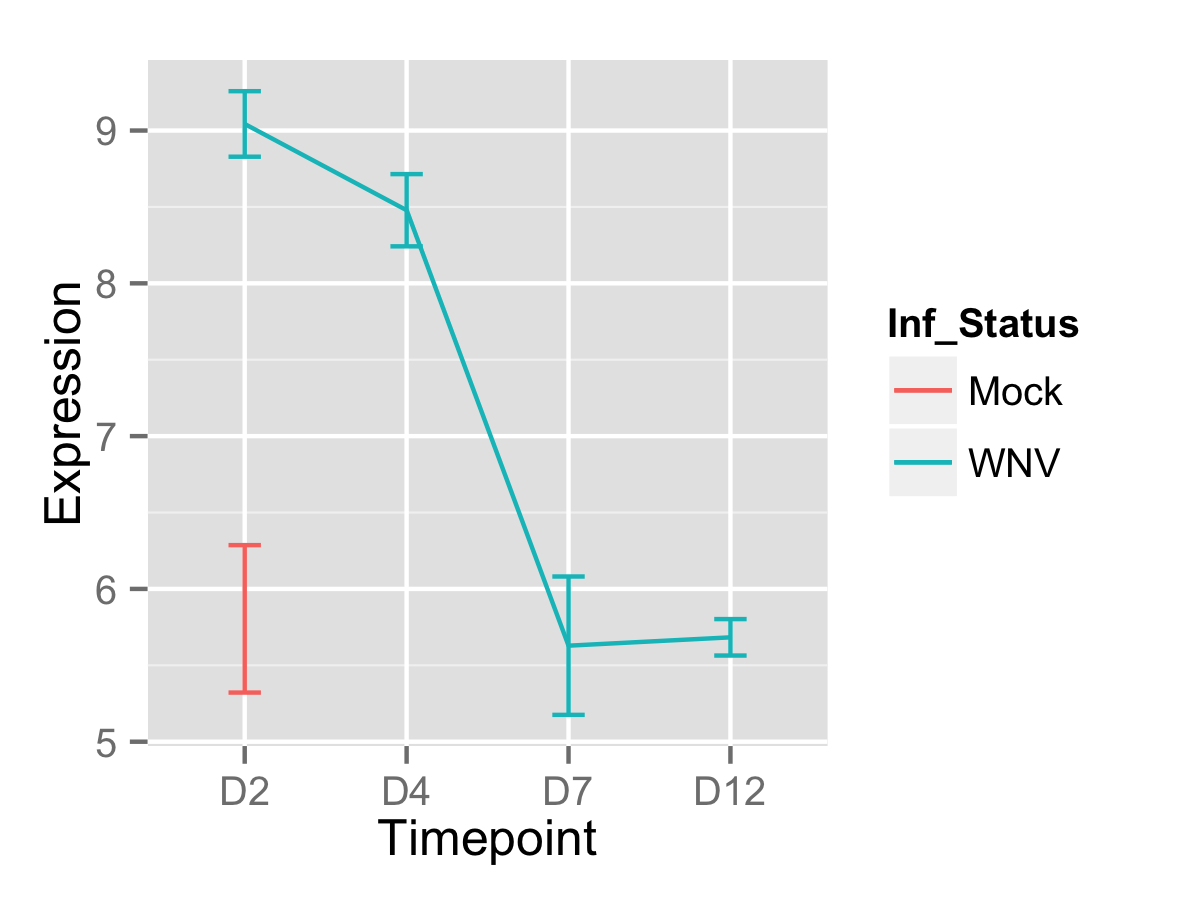 Expression
9
8
7
6
5
D2 D4 D7 D12
Timepoint
Inf_Status
Mock
WNV